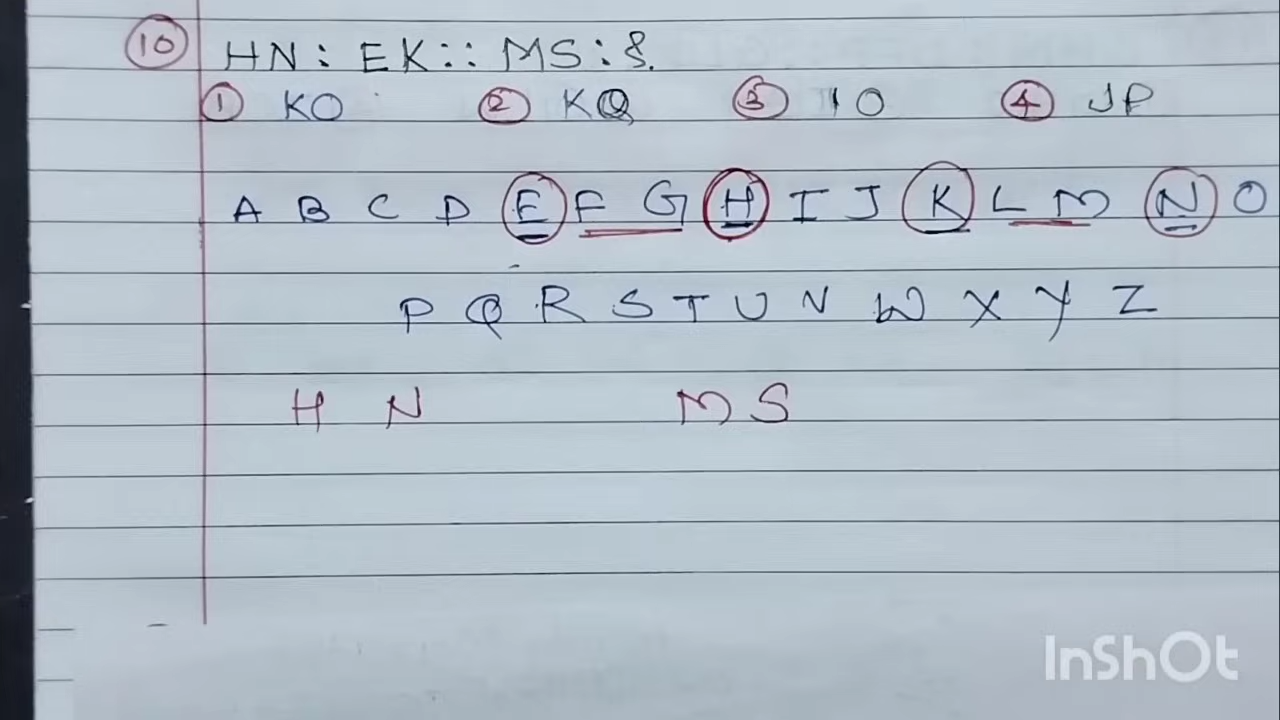 10 HN : EK :: MS : ?.
1 KO 2 KQ 3 IO 4 JP
A B C D E F G H I J K L M N O
P Q R S T U V W X Y Z
H N M S
InShOt